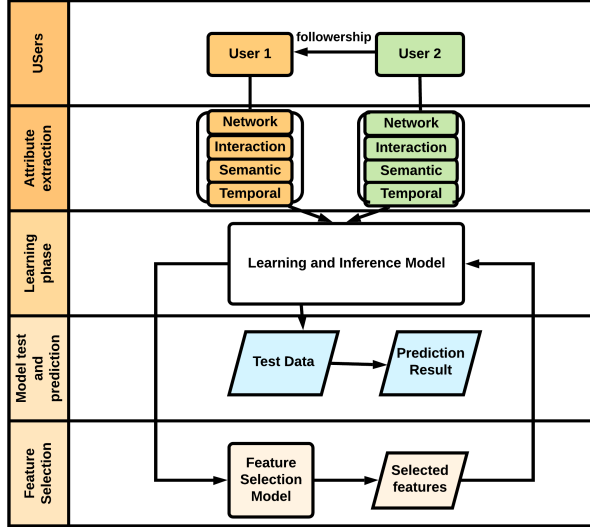 USers
followership
User 1
User 2
Attribute
extraction
Network
Interaction
Semantic
Temporal
Network
Interaction
Semantic
Temporal
Learning
phase
Learning and Inference Model
Model test
and
prediction
Test Data
Prediction
Result
Feature
Selection
Feature
Selection
Model
Selected
features